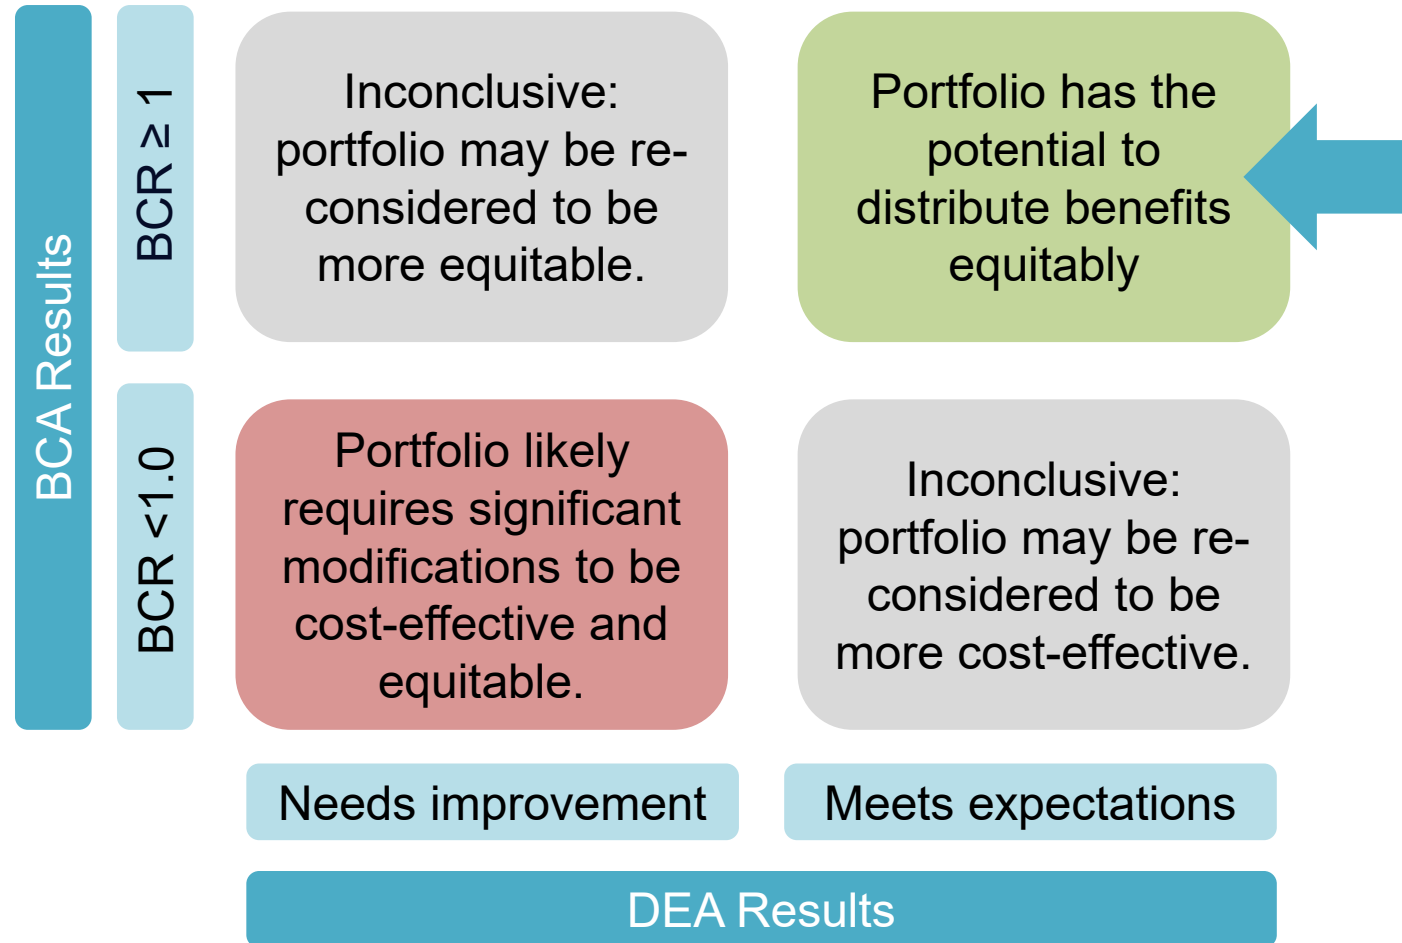 BCA Results
BCR ≥ 1
Inconclusive:
portfolio may be re-
considered to be
more equitable.
Portfolio has the
potential to
distribute benefits
equitably
BCR <1.0
Portfolio likely
requires significant
modifications to be
cost-effective and
equitable.
Inconclusive:
portfolio may be re-
considered to be
more cost-effective.
Needs improvement
Meets expectations
DEA Results